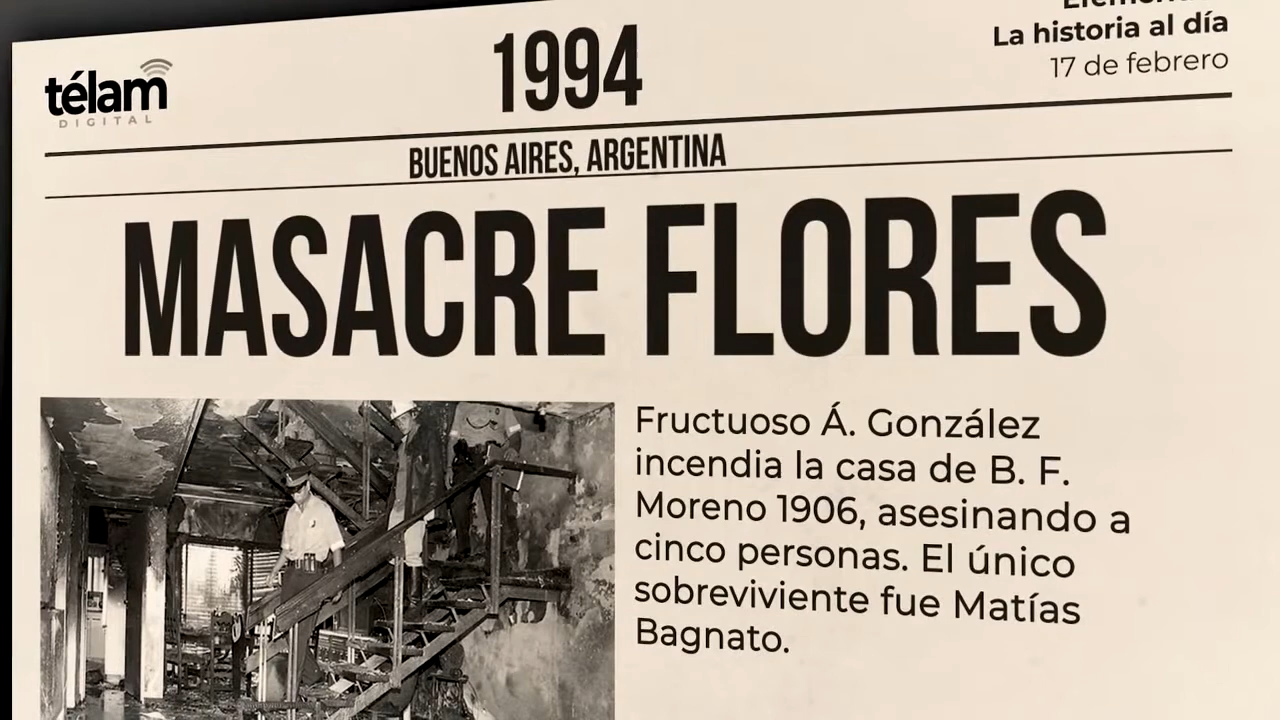 télam
DIGITAL
1994
La historia al día
17 de febrero
BUENOS AIRES, ARGENTINA
MASACRE FLORES
Fructuoso Á. González
incendia la casa de B. F.
Moreno 1906, asesinando a
cinco personas. El único
sobreviviente fue Matías
Bagnato.